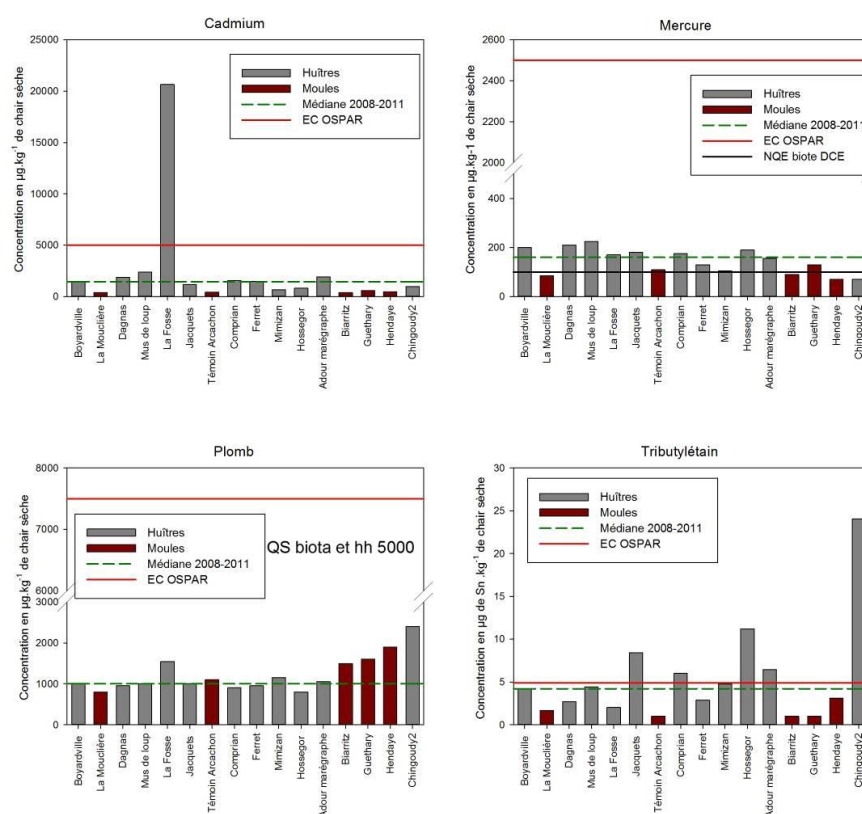 Cadmium
25000
20000
15000
10000
5000
0
Concentration en µg.kg-1 de chair sèche
Huîtres
Moules
Médiane 2008-2011
EC OSPAR
Boyardville
La Mouclière
Dagnas
Mus de loup
La Fosse
Jacquets
Témoin Arcachon
Comprian
Ferret
Mimizan
Hossegor
Adour marégraphe
Biarritz
Guethary
Hendaye
Chingoudy2
Mercure
2600
2400
2200
2000
400
200
0
Concentration en µg.kg-1 de chair sèche
Huîtres
Moules
Médiane 2008-2011
EC OSPAR
NQE biote DCE
Boyardville
La Mouclière
Dagnas
Mus de loup
La Fosse
Jacquets
Témoin Arcachon
Comprian
Ferret
Mimizan
Hossegor
Adour marégraphe
Biarritz
Guethary
Hendaye
Chingoudy2
Plomb
8000
7000
6000
3000
2000
1000
0
Concentration en µg.kg-1 de chair sèche
Huîtres
Moules
Médiane 2008-2011
EC OSPAR
QS biota et hh 5000
Boyardville
La Mouclière
Dagnas
Mus de loup
La Fosse
Jacquets
Témoin Arcachon
Comprian
Ferret
Mimizan
Hossegor
Adour marégraphe
Biarritz
Guethary
Hendaye
Chingoudy2
Tributylétain
30
25
20
15
10
5
0
Concentration en µg de Sn .kg-1 de chair sèche
Huîtres
Moules
Médiane 2008-2011
EC OSPAR
Boyardville
La Mouclière
Dagnas
Mus de loup
La Fosse
Jacquets
Témoin Arcachon
Comprian
Ferret
Mimizan
Hossegor
Adour marégraphe
Biarritz
Guethary
Hendaye
Chingoudy2